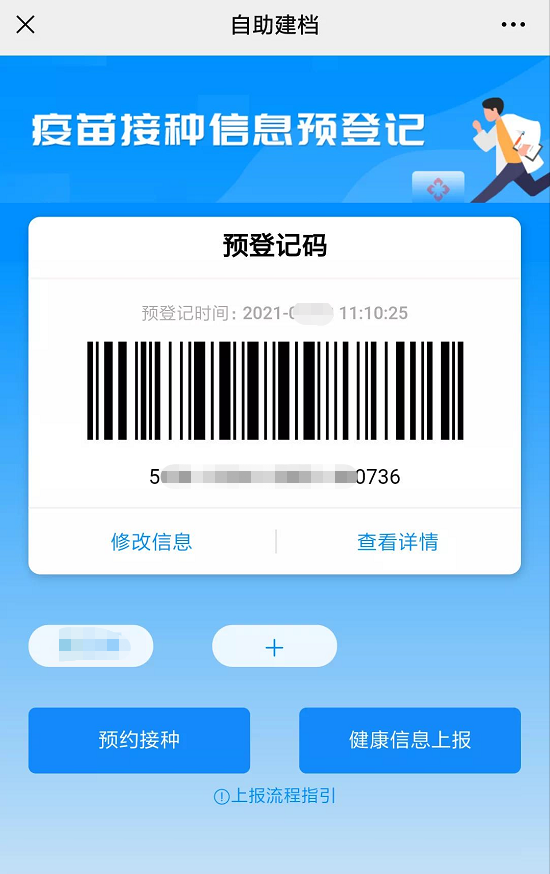 自助建档
疫苗接种信息预登记
预登记码
预登记时间：2021-0 11:10:25
5 0736
修改信息
查看详情
+
预约接种
健康信息上报
上报流程指引